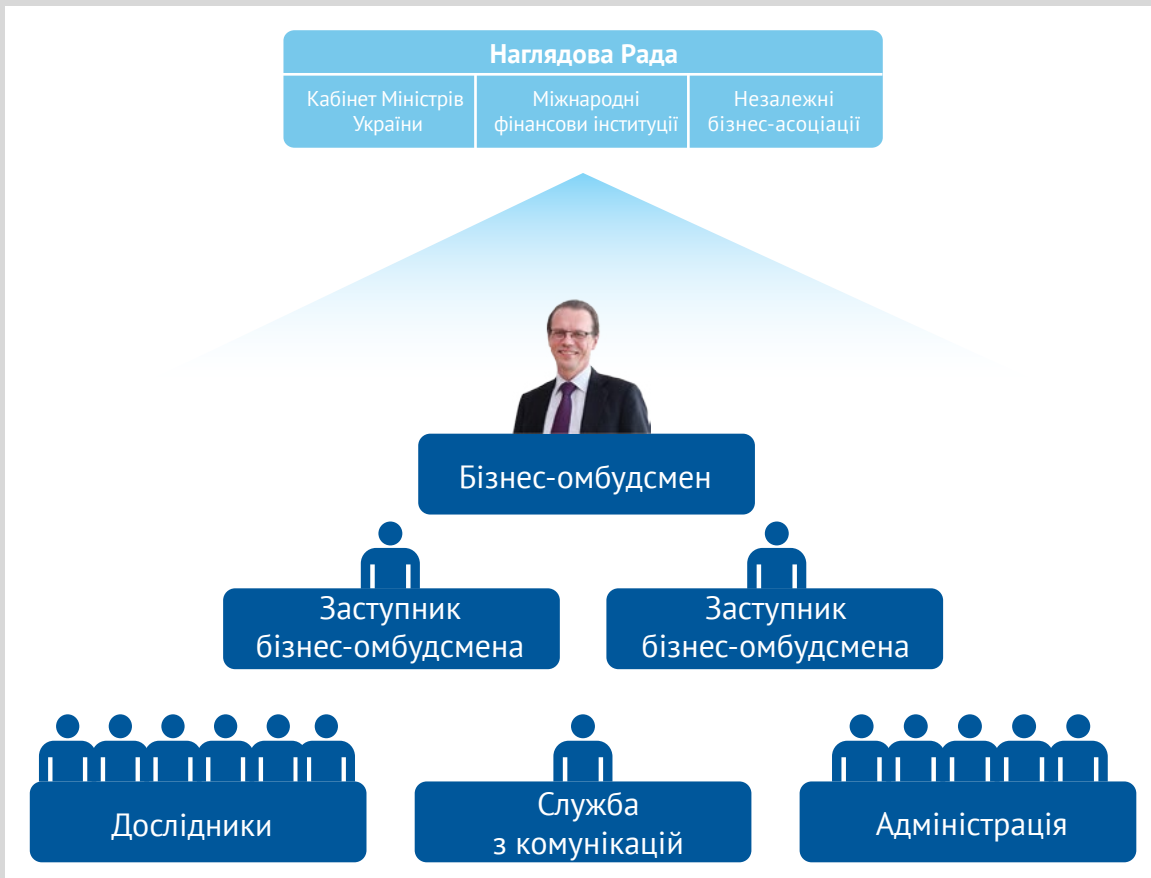 Наглядова Рада
Кабінет Міністрів
України
Міжнародні
фінансови інституції
Незалежні
бізнес-асоціації
Бізнес-омбудсмен
Заступник
бізнес-омбудсмена
Заступник
бізнес-омбудсмена
Дослідники
Служба
з комунікацій
Адміністрація